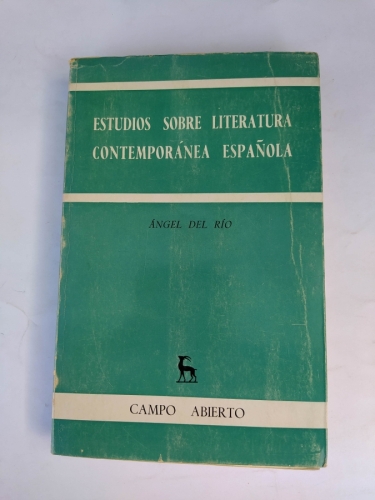 ESTUDIOS SOBRE LITERATURA
CONTEMPORÁNEA ESPAÑOLA
ÁNGEL DEL RÍO
CAMPO ABIERTO